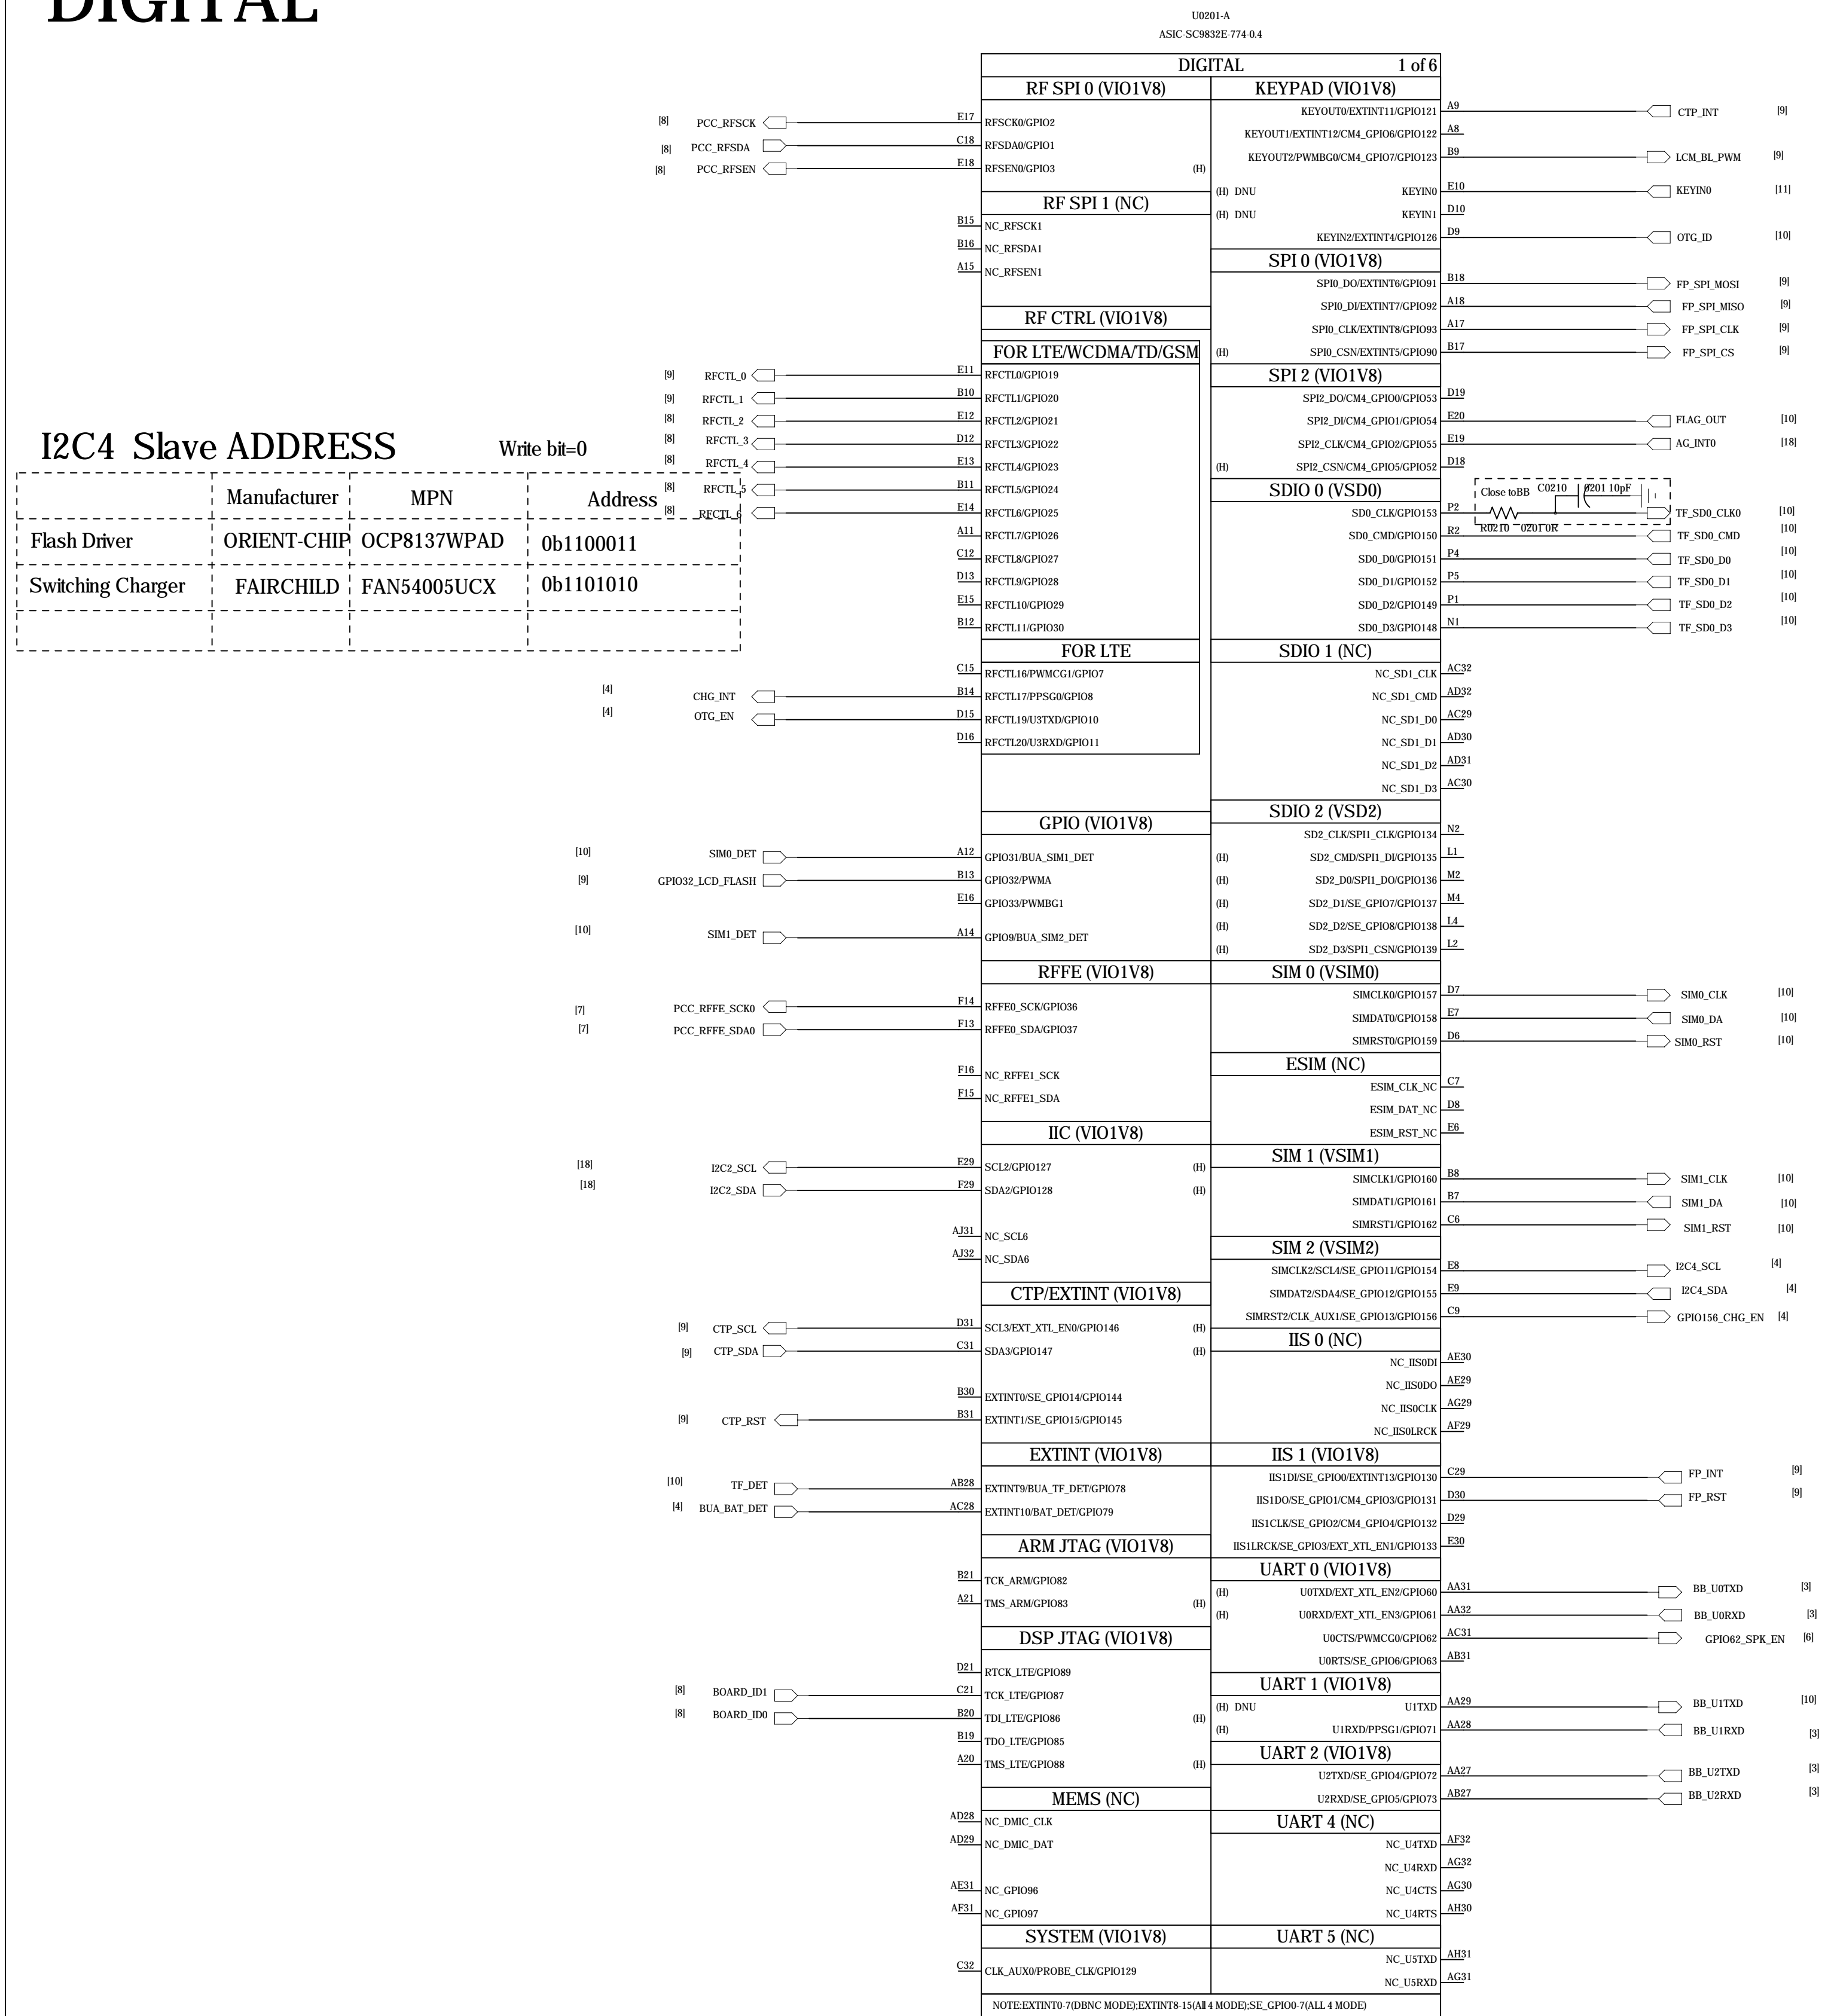 DIGITAL
U0201-A
ASIC-SC9832E-774-0.4
DIGITAL 1 of 6
RF SPI 0 (VIO1V8)
[8] PCC_RFSCK E17 RFSCK0/GPIO2
[8] PCC_RFSDA C18 RFSDA0/GPIO1
[8] PCC_RFSEN E18 RFSEN0/GPIO3 (H)
RF SPI 1 (NC)
B15 NC_RFSCK1
B16 NC_RFSDA1
A15 NC_RFSEN1
RF CTRL (VIO1V8)
FOR LTE/WCDMA/TD/GSM
[9] RFCTL_0 E11 RFCTL0/GPIO19
[9] RFCTL_1 B10 RFCTL1/GPIO20
[8] RFCTL_2 E12 RFCTL2/GPIO21
[8] RFCTL_3 D12 RFCTL3/GPIO22
[8] RFCTL_4 E13 RFCTL4/GPIO23
[8] RFCTL_5 B11 RFCTL5/GPIO24
[8] RFCTL_6 E14 RFCTL6/GPIO25
A11 RFCTL7/GPIO26
C12 RFCTL8/GPIO27
D13 RFCTL9/GPIO28
E15 RFCTL10/GPIO29
B12 RFCTL11/GPIO30
FOR LTE
C15 RFCTL16/PWMCG1/GPIO7
[4] CHG_INT B14 RFCTL17/PPSG0/GPIO8
[4] OTG_EN D15 RFCTL19/U3TXD/GPIO10
D16 RFCTL20/U3RXD/GPIO11
GPIO (VIO1V8)
[10] SIM0_DET A12 GPIO31/BUA_SIM1_DET
[9] GPIO32_LCD_FLASH B13 GPIO32/PWMA
E16 GPIO33/PWMBG1
[10] SIM1_DET A14 GPIO9/BUA_SIM2_DET
RFFE (VIO1V8)
[7] PCC_RFFE_SCK0 F14 RFFE0_SCK/GPIO36
[7] PCC_RFFE_SDA0 F13 RFFE0_SDA/GPIO37
F16 NC_RFFE1_SCK
F15 NC_RFFE1_SDA
IIC (VIO1V8)
[18] I2C2_SCL E29 SCL2/GPIO127 (H)
[18] I2C2_SDA F29 SDA2/GPIO128 (H)
AJ31 NC_SCL6
AJ32 NC_SDA6
CTP/EXTINT (VIO1V8)
[9] CTP_SCL D31 SCL3/EXT_XTL_EN0/GPIO146 (H)
[9] CTP_SDA C31 SDA3/GPIO147 (H)
B30 EXTINT0/SE_GPIO14/GPIO144
[9] CTP_RST B31 EXTINT1/SE_GPIO15/GPIO145
EXTINT (VIO1V8)
[10] TF_DET AB28 EXTINT9/BUA_TF_DET/GPIO78
[4] BUA_BAT_DET AC28 EXTINT10/BAT_DET/GPIO79
ARM JTAG (VIO1V8)
B21 TCK_ARM/GPIO82
A21 TMS_ARM/GPIO83 (H)
DSP JTAG (VIO1V8)
D21 RTCK_LTE/GPIO89
[8] BOARD_ID1 C21 TCK_LTE/GPIO87
[8] BOARD_ID0 B20 TDI_LTE/GPIO86 (H)
B19 TDO_LTE/GPIO85
A20 TMS_LTE/GPIO88 (H)
MEMS (NC)
AD28 NC_DMIC_CLK
AD29 NC_DMIC_DAT
AE31 NC_GPIO96
AF31 NC_GPIO97
SYSTEM (VIO1V8)
C32 CLK_AUX0/PROBE_CLK/GPIO129
KEYPAD (VIO1V8)
KEYOUT0/EXTINT11/GPIO121 A9 CTP_INT [9]
KEYOUT1/EXTINT12/CM4_GPIO6/GPIO122 A8
KEYOUT2/PWMBG0/CM4_GPIO7/GPIO123 B9 LCM_BL_PWM [9]
(H) DNU KEYIN0 E10 KEYIN0 [11]
(H) DNU KEYIN1 D10
KEYIN2/EXTINT4/GPIO126 D9 OTG_ID [10]
SPI 0 (VIO1V8)
SPI0_DO/EXTINT6/GPIO91 B18 FP_SPI_MOSI [9]
SPI0_DI/EXTINT7/GPIO92 A18 FP_SPI_MISO [9]
SPI0_CLK/EXTINT8/GPIO93 A17 FP_SPI_CLK [9]
(H) SPI0_CSN/EXTINT5/GPIO90 B17 FP_SPI_CS [9]
SPI 2 (VIO1V8)
SPI2_DO/CM4_GPIO0/GPIO53 D19
SPI2_DI/CM4_GPIO1/GPIO54 E20 FLAG_OUT [10]
SPI2_CLK/CM4_GPIO2/GPIO55 E19 AG_INT0 [18]
(H) SPI2_CSN/CM4_GPIO5/GPIO52 D18
SDIO 0 (VSD0)
Close toBB C0210 0201 10pF
SD0_CLK/GPIO153 P2 TF_SD0_CLK0 [10]
R0210 0201 0R
SD0_CMD/GPIO150 R2 TF_SD0_CMD [10]
SD0_D0/GPIO151 P4 TF_SD0_D0 [10]
SD0_D1/GPIO152 P5 TF_SD0_D1 [10]
SD0_D2/GPIO149 P1 TF_SD0_D2 [10]
SD0_D3/GPIO148 N1 TF_SD0_D3 [10]
SDIO 1 (NC)
NC_SD1_CLK AC32
NC_SD1_CMD AD32
NC_SD1_D0 AC29
NC_SD1_D1 AD30
NC_SD1_D2 AD31
NC_SD1_D3 AC30
SDIO 2 (VSD2)
SD2_CLK/SPI1_CLK/GPIO134 N2
(H) SD2_CMD/SPI1_DI/GPIO135 L1
(H) SD2_D0/SPI1_DO/GPIO136 M2
(H) SD2_D1/SE_GPIO7/GPIO137 M4
(H) SD2_D2/SE_GPIO8/GPIO138 L4
(H) SD2_D3/SPI1_CSN/GPIO139 L2
SIM 0 (VSIM0)
SIMCLK0/GPIO157 D7 SIM0_CLK [10]
SIMDAT0/GPIO158 E7 SIM0_DA [10]
SIMRST0/GPIO159 D6 SIM0_RST [10]
ESIM (NC)
ESIM_CLK_NC C7
ESIM_DAT_NC D8
ESIM_RST_NC E6
SIM 1 (VSIM1)
SIMCLK1/GPIO160 B8 SIM1_CLK [10]
SIMDAT1/GPIO161 B7 SIM1_DA [10]
SIMRST1/GPIO162 C6 SIM1_RST [10]
SIM 2 (VSIM2)
SIMCLK2/SCL4/SE_GPIO11/GPIO154 E8 I2C4_SCL [4]
SIMDAT2/SDA4/SE_GPIO12/GPIO155 E9 I2C4_SDA [4]
SIMRST2/CLK_AUX1/SE_GPIO13/GPIO156 C9 GPIO156_CHG_EN [4]
IIS 0 (NC)
NC_IIS0DI AE30
NC_IIS0DO AE29
NC_IIS0CLK AG29
NC_IIS0LRCK AF29
IIS 1 (VIO1V8)
IIS1DI/SE_GPIO0/EXTINT13/GPIO130 C29 FP_INT [9]
IIS1DO/SE_GPIO1/CM4_GPIO3/GPIO131 D30 FP_RST [9]
IIS1CLK/SE_GPIO2/CM4_GPIO4/GPIO132 D29
IIS1LRCK/SE_GPIO3/EXT_XTL_EN1/GPIO133 E30
UART 0 (VIO1V8)
(H) U0TXD/EXT_XTL_EN2/GPIO60 AA31 BB_U0TXD [3]
(H) U0RXD/EXT_XTL_EN3/GPIO61 AA32 BB_U0RXD [3]
U0CTS/PWMCG0/GPIO62 AC31 GPIO62_SPK_EN [6]
U0RTS/SE_GPIO6/GPIO63 AB31
UART 1 (VIO1V8)
(H) DNU U1TXD AA29 BB_U1TXD [10]
(H) U1RXD/PPSG1/GPIO71 AA28 BB_U1RXD [3]
UART 2 (VIO1V8)
U2TXD/SE_GPIO4/GPIO72 AA27 BB_U2TXD [3]
U2RXD/SE_GPIO5/GPIO73 AB27 BB_U2RXD [3]
UART 4 (NC)
NC_U4TXD AF32
NC_U4RXD AG32
NC_U4CTS AG30
NC_U4RTS AH30
UART 5 (NC)
NC_U5TXD AH31
NC_U5RXD AG31
NOTE:EXTINT0-7(DBNC MODE);EXTINT8-15(All 4 MODE);SE_GPIO0-7(ALL 4 MODE)
I2C4 Slave ADDRESS Write bit=0
Manufacturer MPN Address
Flash Driver ORIENT-CHIP OCP8137WPAD 0b1100011
Switching Charger FAIRCHILD FAN54005UCX 0b1101010